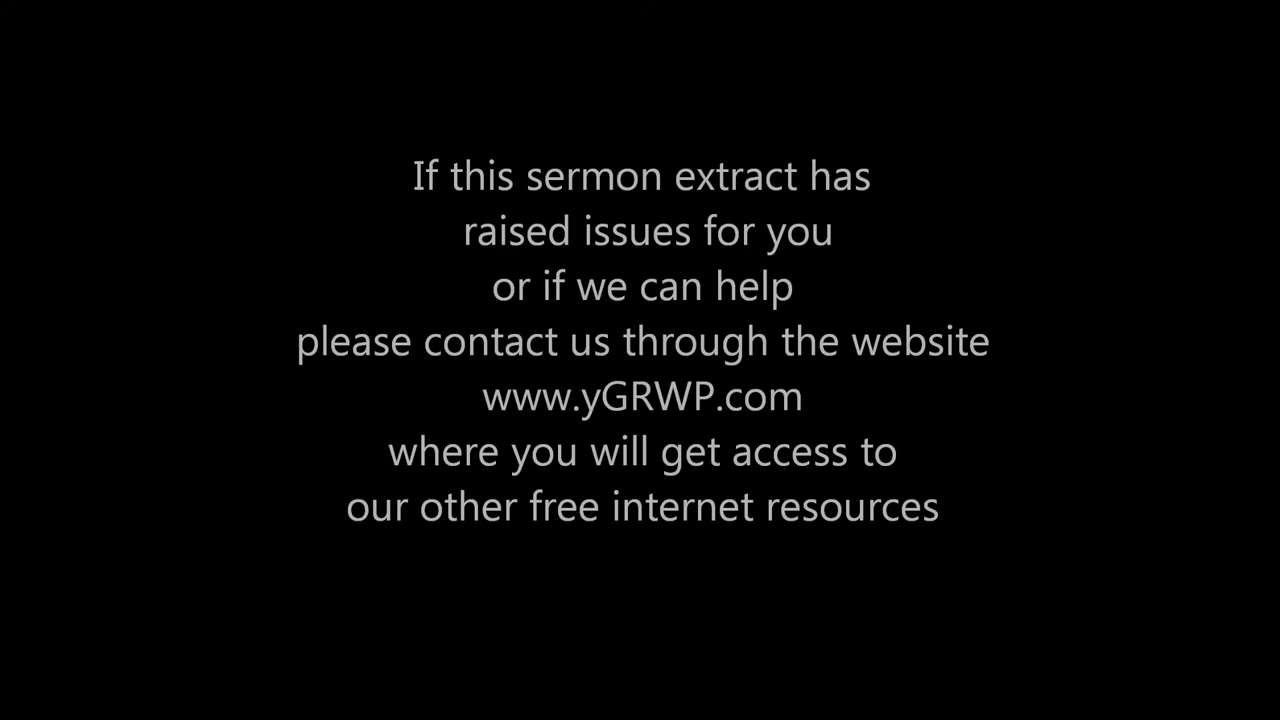 If this sermon extract has
raised issues for you
or if we can help
please contact us through the website
www.yGRWP.com
where you will get access to
our other free internet resources